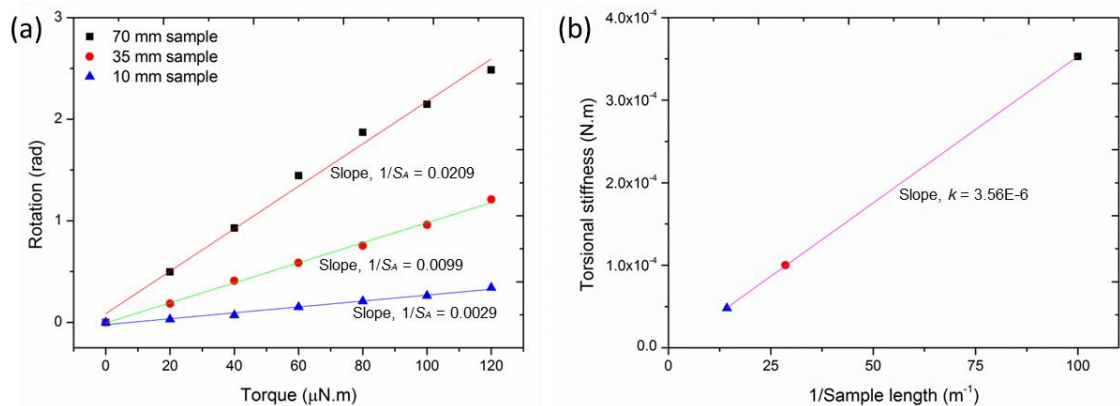 (a)
3
2
1
0
Rotation (rad)
70 mm sample
35 mm sample
10 mm sample
Slope, 1/SA = 0.0209
Slope, 1/SA = 0.0099
Slope, 1/SA = 0.0029
0 20 40 60 80 100 120
Torque (μN.m)
(b)
4.0x10-4
3.0x10-4
2.0x10-4
1.0x10-4
0.0
Torsional stiffness (N.m)
Slope, k = 3.56E-6
0 25 50 75 100
1/Sample length (m-1)